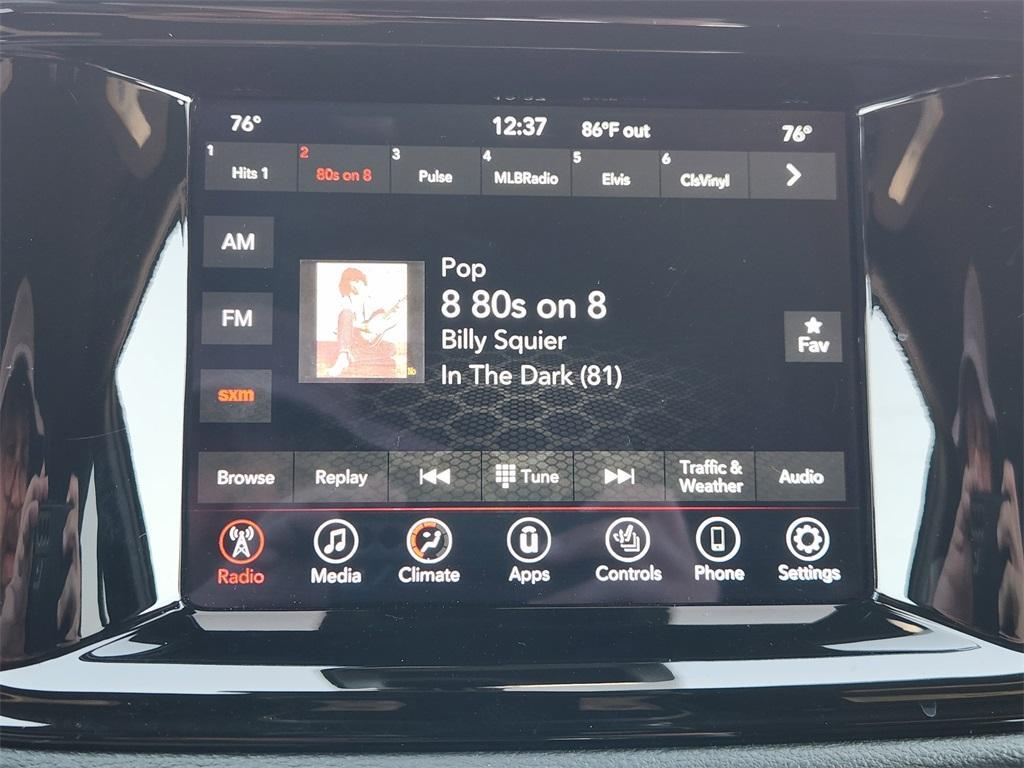 76° 12:37 86°F out 76°
1 Hits 1 2 80s on 8 3 Pulse 4 MLBRadio 5 Elvis 6 ClsVinyl
AM
FM
sxm
Pop
8 80s on 8
Billy Squier
In The Dark (81)
Fav
Browse Replay Tune Traffic & Weather Audio
Radio Media Climate Apps Controls Phone Settings